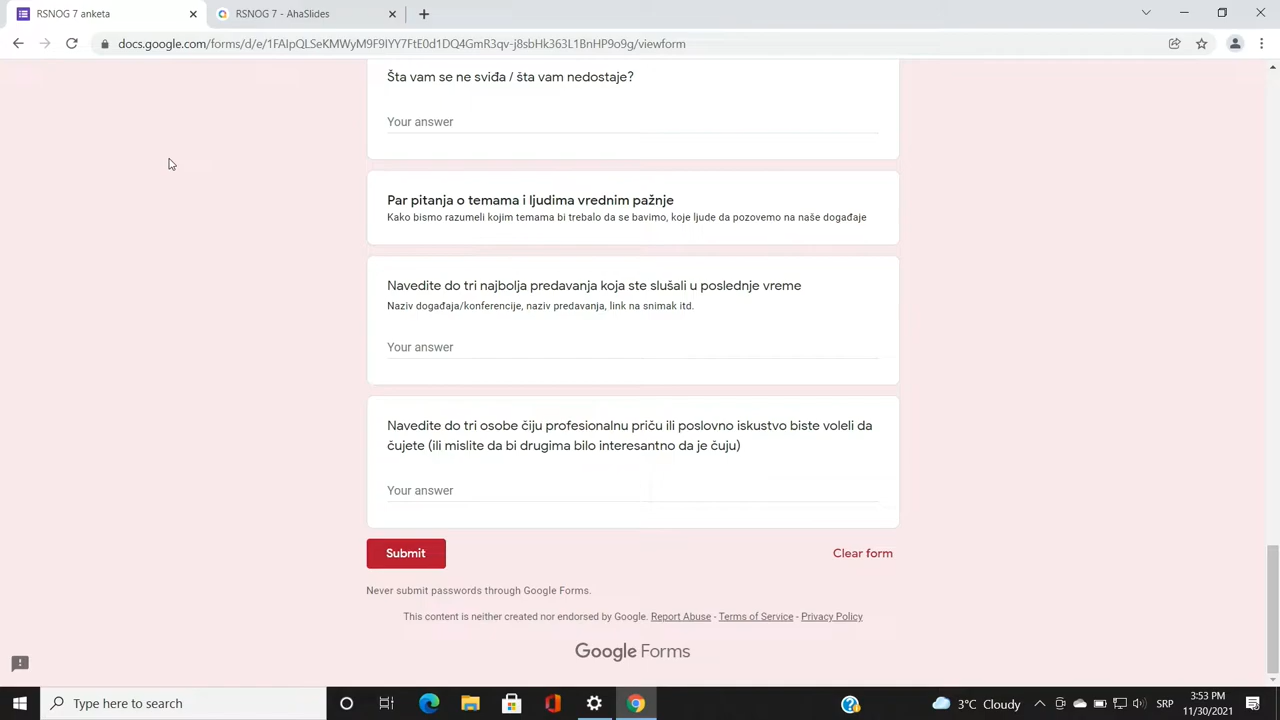 RSNOG 7 anketa
RSNOG 7 - AhaSlides
docs.google.com/forms/d/e/1FAIpQLSeKMWyM9F9lYY7FtE0d1DQ4GmR3qv-j8sbHk363L1BnHP9o9g/viewform
Šta vam se ne sviđa / šta vam nedostaje?
Your answer
Par pitanja o temama i ljudima vrednim pažnje
Kako bismo razumeli kojim temama bi trebalo da se bavimo, koje ljude da pozovemo na naše događaje
Navedite do tri najbolja predavanja koja ste slušali u poslednje vreme
Naziv događaja/konferencije, naziv predavanja, link na snimak itd.
Your answer
Navedite do tri osobe čiju profesionalnu priču ili poslovno iskustvo biste voleli da
čujete (ili mislite da bi drugima bilo interesantno da je čuju)
Your answer
Submit
Clear form
Never submit passwords through Google Forms.
This content is neither created nor endorsed by Google. Report Abuse - Terms of Service - Privacy Policy
Google Forms
Type here to search
3°C Cloudy
SRP
3:53 PM
11/30/2021